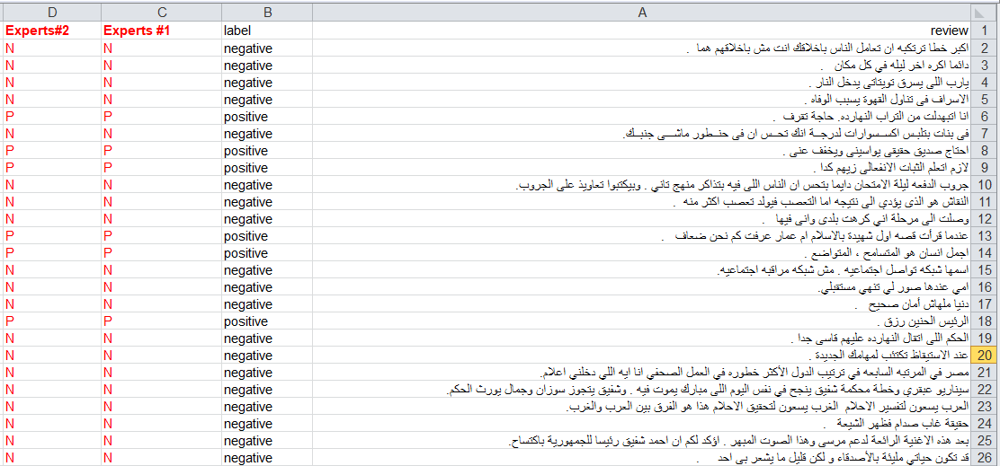 A B C D
1 review label Experts #1 Experts#2
2 اكبر خطا ترتكبه ان تعامل الناس باخلاقك انت مش باخلاقهم هما . negative N N
3 دائما اكره اخر ليله في كل مكان . negative N N
4 يارب اللى يسرق تويتاتى يدخل النار . negative N N
5 الاسراف فى تناول القهوة يسبب الوفاه . negative N N
6 انا اتبهدلت من التراب النهارده. حاجة تقرف . positive P P
7 فى بنات بتلبـس اكســسوارات لدرجــة انك تحــس ان فى حنــطور ماشــــى جنبــك. negative N N
8 احتاج صديق حقيقى يواسينى ويخفف عنى . positive P P
9 لازم اتعلم الثبات الانفعالى زيهم كدا . positive P P
10 جروب الدفعه ليلة الامتحان دايما بتحس ان الناس اللى فيه بتذاكر منهج تاني . وبيكتبوا تعاويذ على الجروب. negative N N
11 النقاش هو الذى يؤدي الى نتيجه اما التعصب فيولد تعصب اكثر منه . negative N N
12 وصلت الى مرحلة اني كرهت بلدى وانى فيها . negative N N
13 عندما قرأت قصه اول شهيدة بالاسلام ام عمار عرفت كم نحن ضعاف . positive P P
14 اجمل انسان هو المتسامح ، المتواضع . positive P P
15 اسمها شبكه تواصل اجتماعيه . مش شبكه مراقبه اجتماعيه. negative N N
16 امي عندها صور لي تنهي مستقبلي. negative N N
17 دنيا ملهاش أمان صحيح . negative N N
18 الرئيس الحنين رزق . positive P P
19 الحكم اللى اتقال النهارده عليهم قاسى جدا . negative N N
20 عند الاستيقاظ تكتئب لمهامك الجديدة . negative N N
21 مصر في المرتبه السابعه في ترتيب الدول الأكثر خطوره في العمل الصحفي انا ايه اللي دخلني اعلام. negative N N
22 سيناريو عبقري وخطة محكمة شفيق ينجح في نفس اليوم اللى مبارك يموت فيه . وشفيق يتجوز سوزان وجمال يورث الحكم. negative N N
23 العرب يسعون لتفسير الاحلام الغرب يسعون لتحقيق الاحلام هذا هو الفرق بين العرب والغرب. negative N N
24 حقيقة غاب صدام فظهر الشيعة . negative N N
25 بعد هذه الاغنية الرائعة لدعم مرسى وهذا الصوت المبهر . اؤكد لكم ان احمد شفيق رئيسا للجمهورية باكتساح. negative N N
26 قد تكون حياتي مليئة بالأصدقاء و لكن قليل ما يشعر بى احد . negative N N